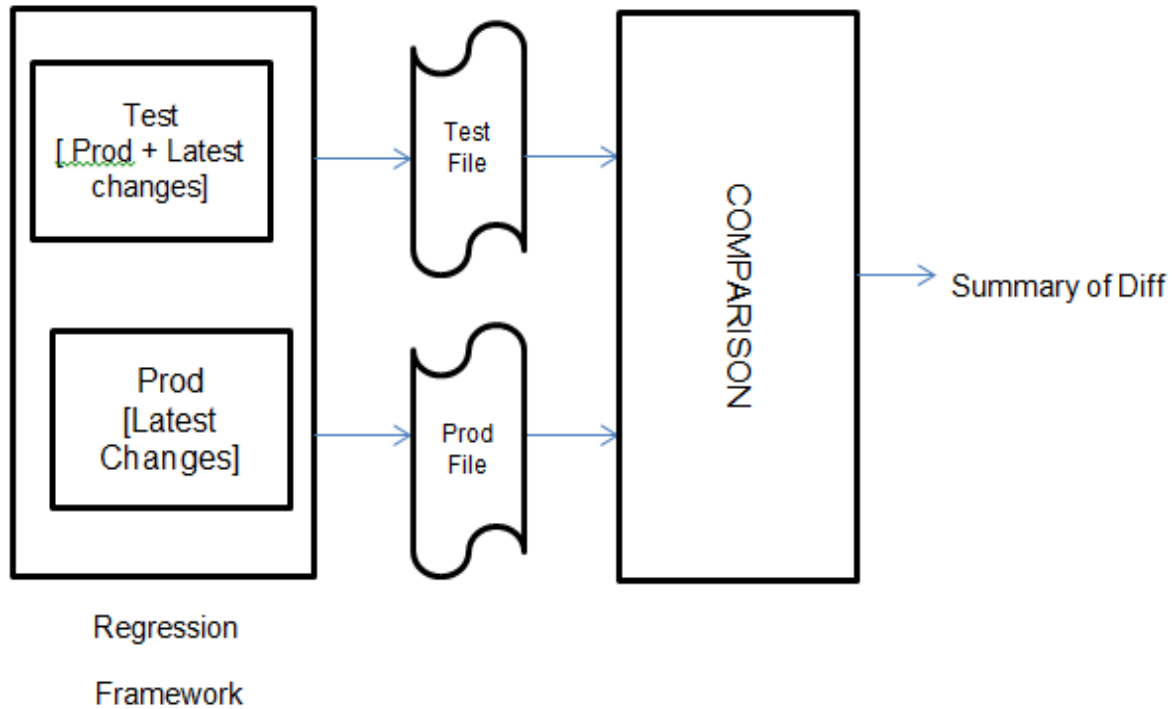 Test
[ Prod + Latest
changes]
Test
File
Prod
[Latest
Changes]
Prod
File
COMPARISON
Summary of Diff
Regression
Framework